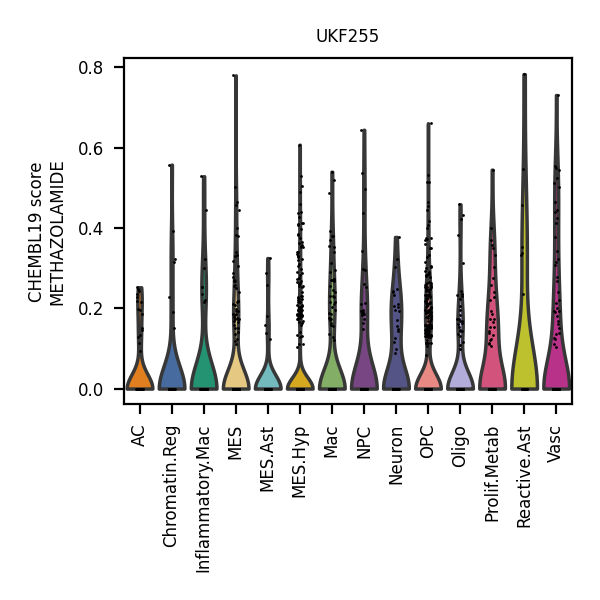 UKF255
CHEMBL19 score
METHAZOLAMIDE
0.8
0.6
0.4
0.2
0.0
AC
Chromatin.Reg
Inflammatory.Mac
MES
MES.Ast
MES.Hyp
Mac
NPC
Neuron
OPC
Oligo
Prolif.Metab
Reactive.Ast
Vasc